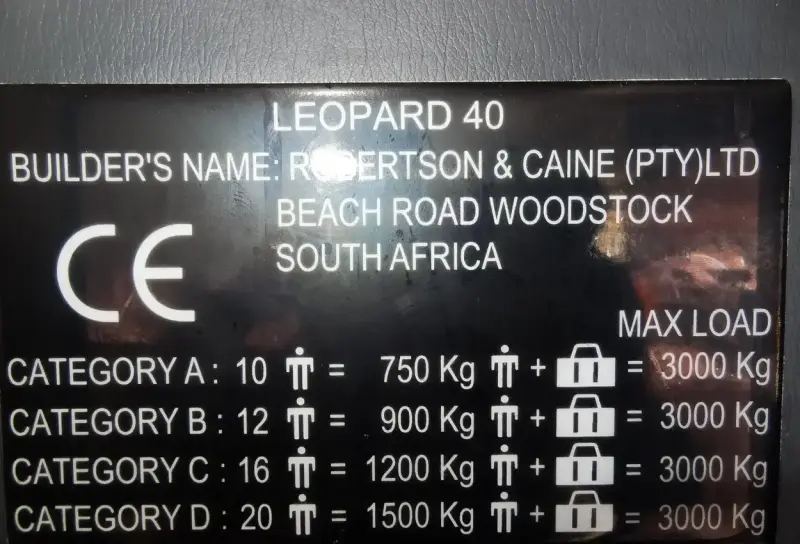 LEOPARD 40
BUILDER'S NAME: ROBERTSON & CAINE (PTY)LTD
BEACH ROAD WOODSTOCK
SOUTH AFRICA
CE
MAX LOAD
CATEGORY A : 10 = 750 Kg + = 3000 Kg
CATEGORY B : 12 = 900 Kg + = 3000 Kg
CATEGORY C : 16 = 1200 Kg + = 3000 Kg
CATEGORY D : 20 = 1500 Kg + = 3000 Kg